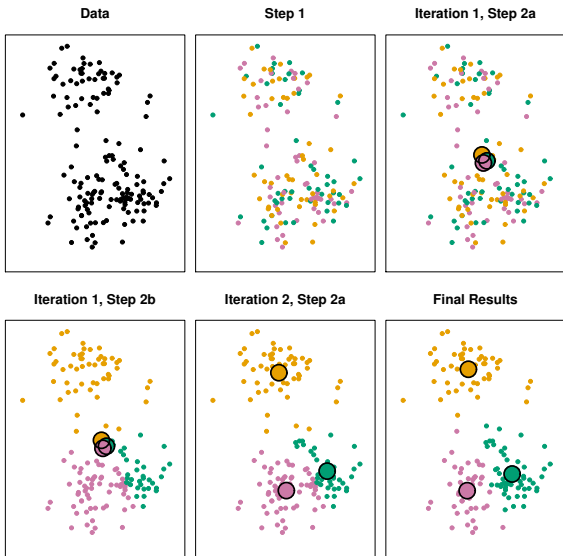 Data
Step 1
Iteration 1, Step 2a
Iteration 1, Step 2b
Iteration 2, Step 2a
Final Results